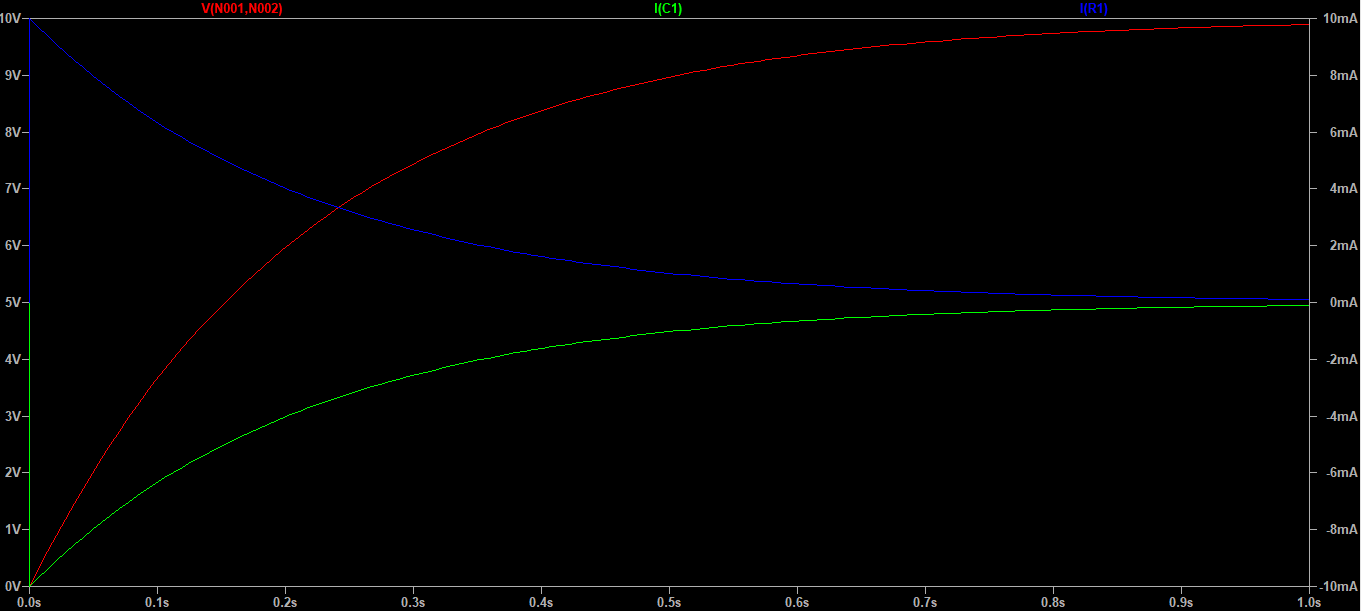 V(N001,N002) I(C1) I(R1)
10V 10mA
9V 8mA
8V 6mA
7V 4mA
6V 2mA
5V 0mA
4V -2mA
3V -4mA
2V -6mA
1V -8mA
0V -10mA
0.0s 0.1s 0.2s 0.3s 0.4s 0.5s 0.6s 0.7s 0.8s 0.9s 1.0s